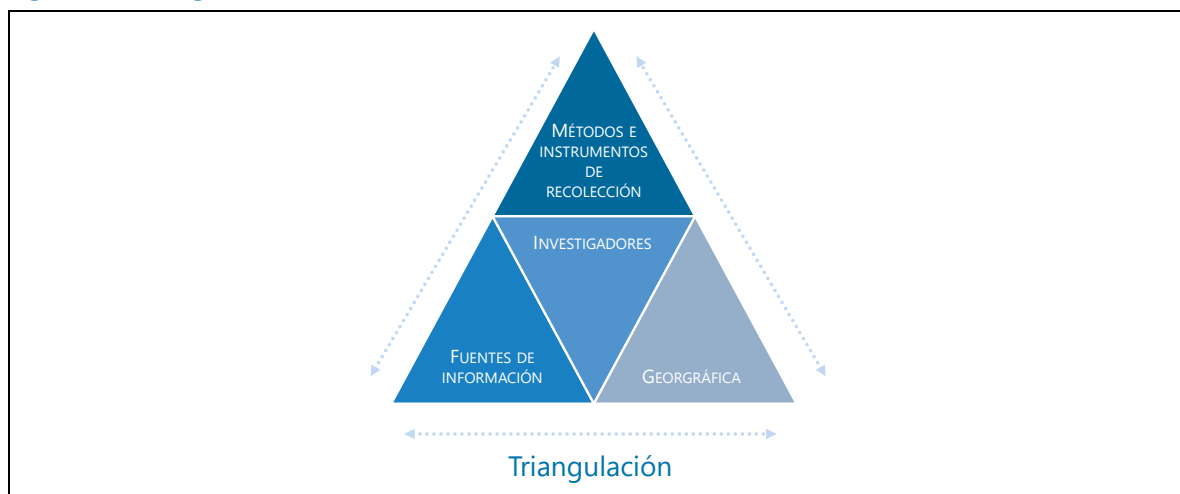 MÉTODOS E
INSTRUMENTOS
DE
RECOLECCIÓN
INVESTIGADORES
FUENTES DE
INFORMACIÓN
GEORGRÁFICA
Triangulación